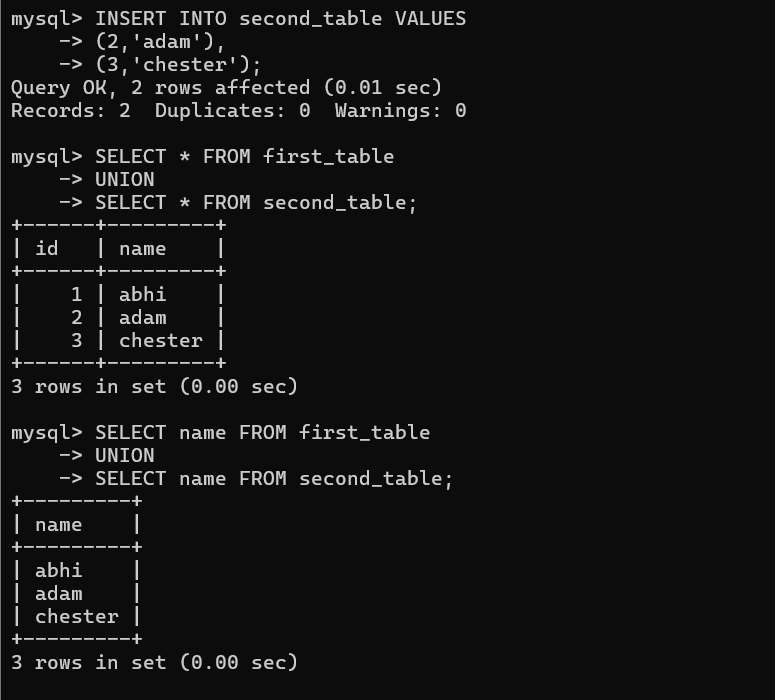 mysql> INSERT INTO second_table VALUES
    -> (2,'adam'),
    -> (3,'chester');
Query OK, 2 rows affected (0.01 sec)
Records: 2  Duplicates: 0  Warnings: 0

mysql> SELECT * FROM first_table
    -> UNION
    -> SELECT * FROM second_table;
+------+---------+
| id   | name    |
+------+---------+
|    1 | abhi    |
|    2 | adam    |
|    3 | chester |
+------+---------+
3 rows in set (0.00 sec)

mysql> SELECT name FROM first_table
    -> UNION
    -> SELECT name FROM second_table;
+---------+
| name    |
+---------+
| abhi    |
| adam    |
| chester |
+---------+
3 rows in set (0.00 sec)